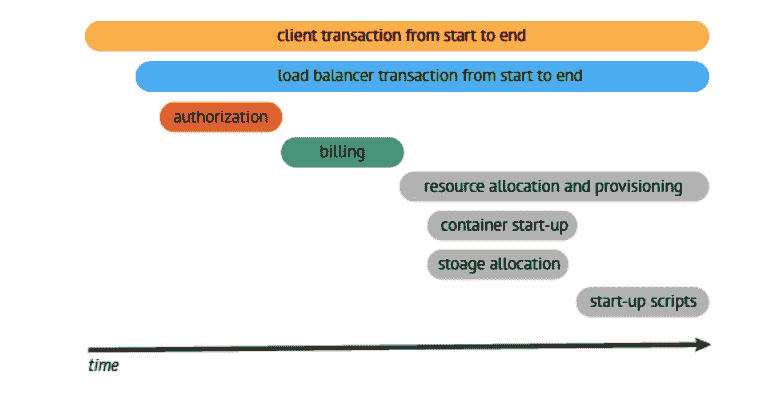 client transaction from start to end
load balancer transaction from start to end
authorization
billing
resource allocation and provisioning
container start-up
stoage allocation
start-up scripts
time